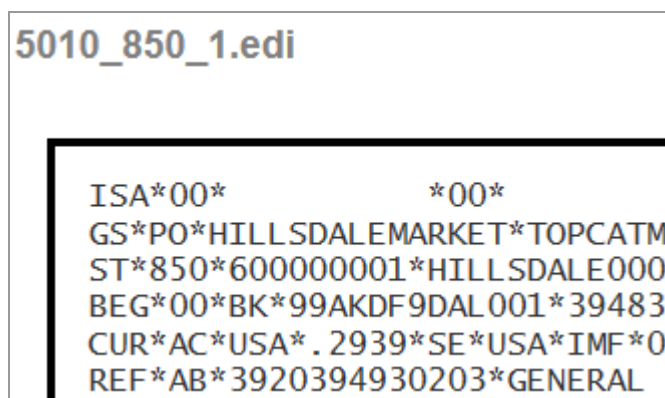 5010_850_1.edi
ISA*00*          *00*
GS*PO*HILLSDALEMARKET*TOPCATM
ST*850*600000001*HILLSDALE000
BEG*00*BK*99AKDF9DAL001*39483
CUR*AC*USA*.2939*SE*USA*IMF*0
REF*AB*3920394930203*GENERAL